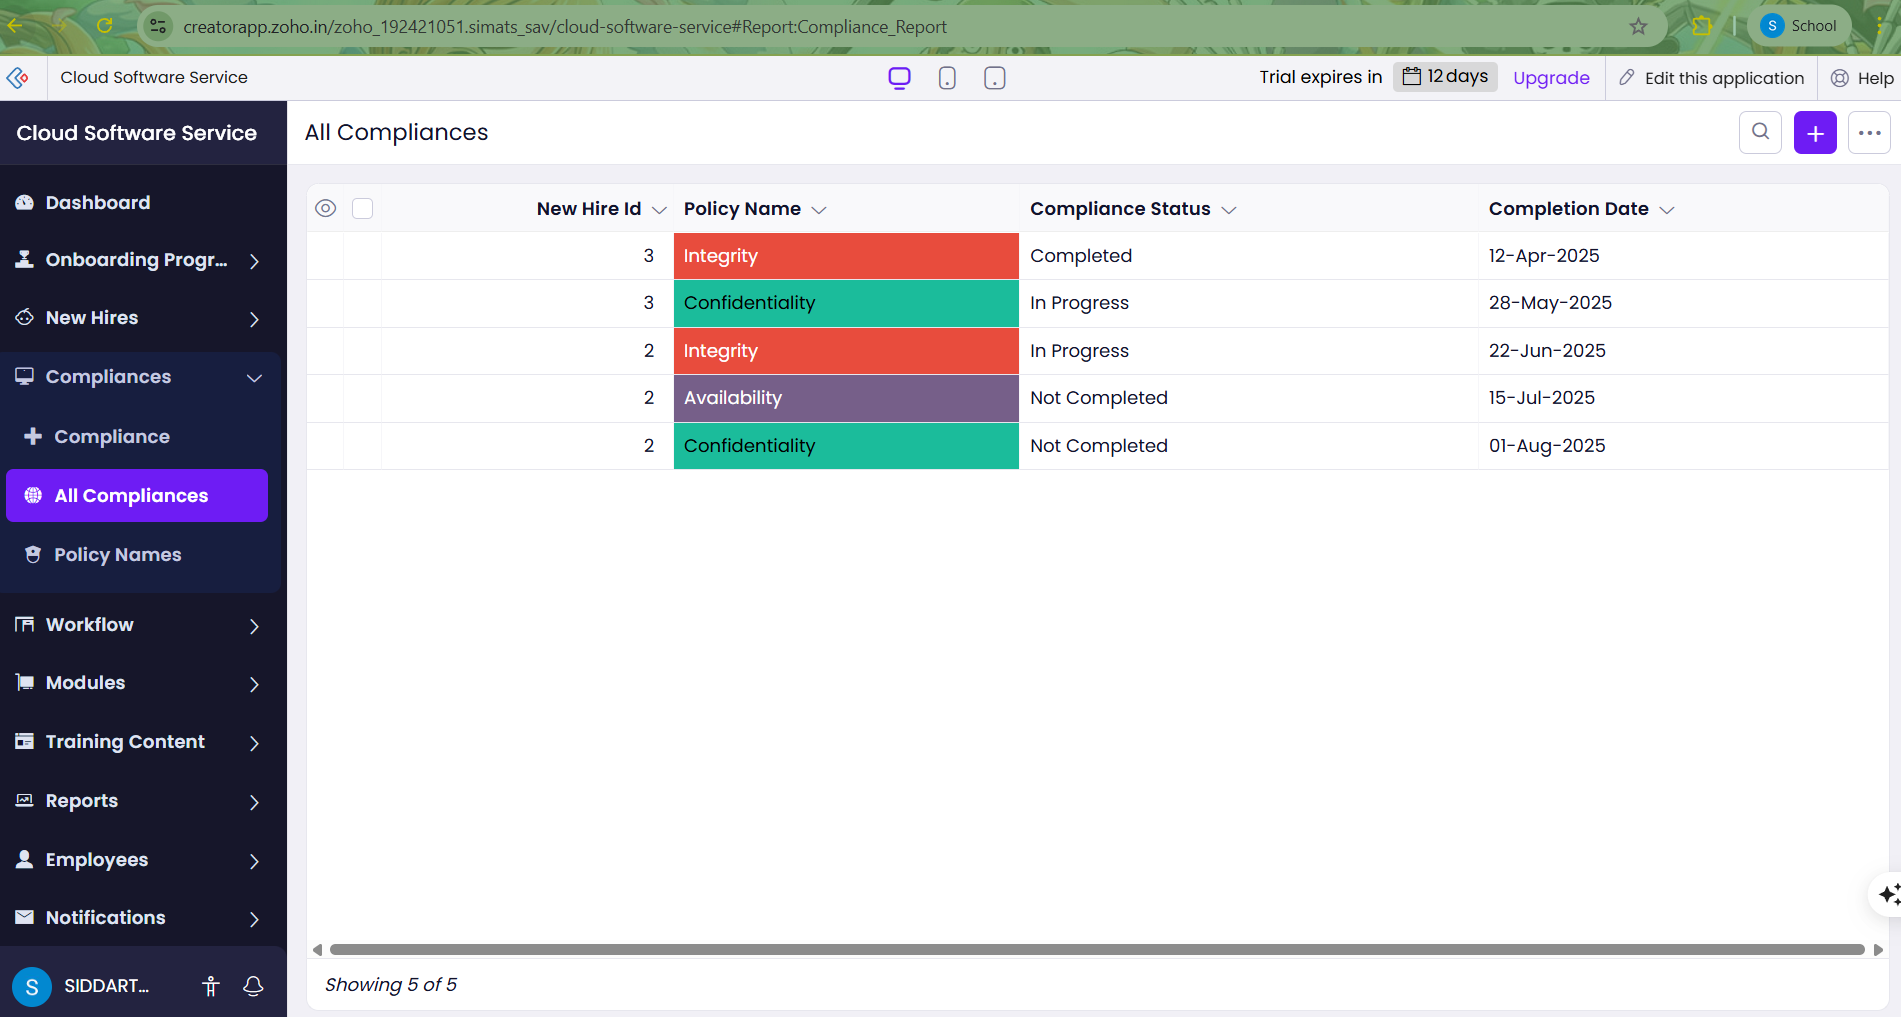 creatorapp.zoho.in/zoho_192421051.simats_sav/cloud-software-service#Report:Compliance_Report
S School
Cloud Software Service
Trial expires in 12 days Upgrade Edit this application Help
Cloud Software Service
All Compliances
Dashboard
Onboarding Progr...
New Hires
Compliances
Compliance
All Compliances
Policy Names
Workflow
Modules
Training Content
Reports
Employees
Notifications
S SIDDART...
New Hire Id Policy Name Compliance Status Completion Date
3 Integrity Completed 12-Apr-2025
3 Confidentiality In Progress 28-May-2025
2 Integrity In Progress 22-Jun-2025
2 Availability Not Completed 15-Jul-2025
2 Confidentiality Not Completed 01-Aug-2025
Showing 5 of 5